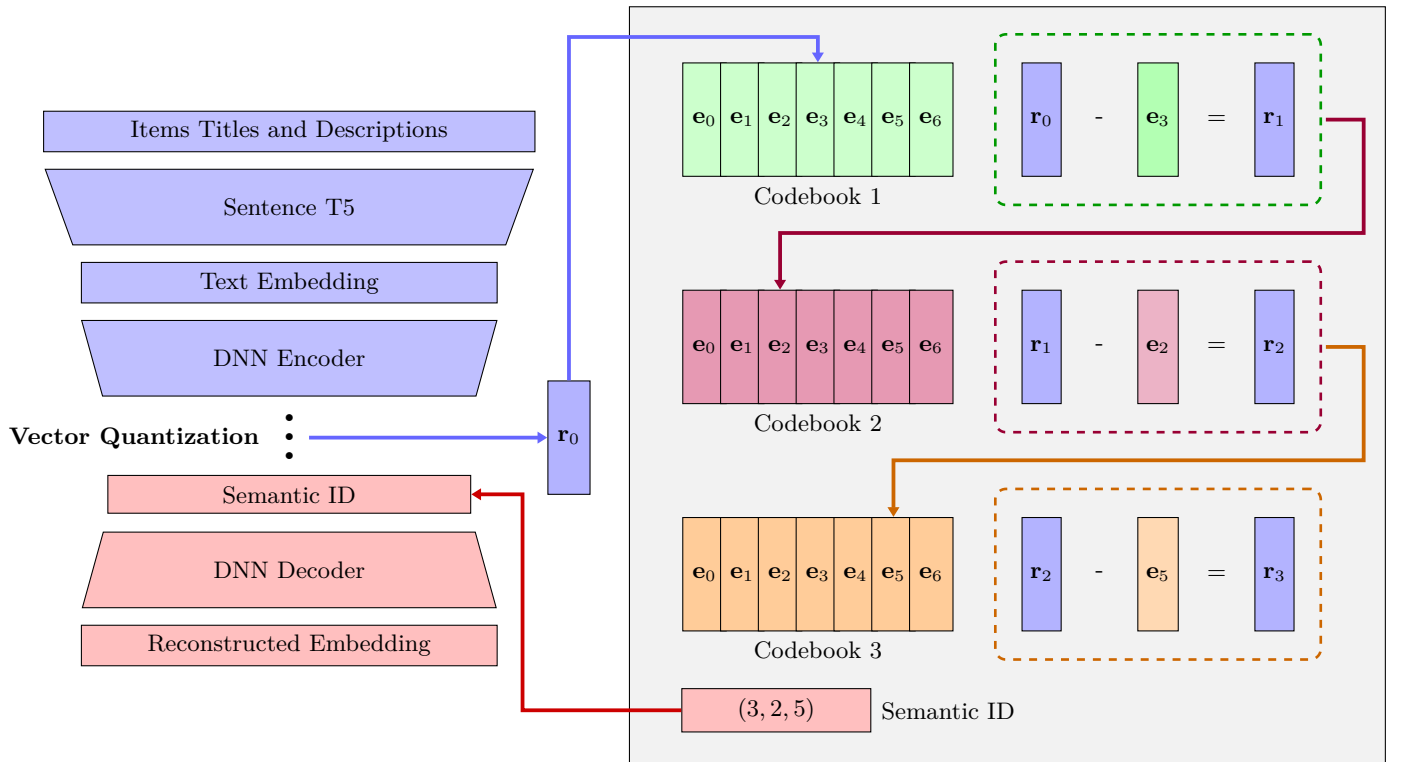 Items Titles and Descriptions
Sentence T5
Text Embedding
DNN Encoder
Vector Quantization
r₀
Semantic ID
DNN Decoder
Reconstructed Embedding
e₀ e₁ e₂ e₃ e₄ e₅ e₆
Codebook 1
r₀ - e₃ = r₁
e₀ e₁ e₂ e₃ e₄ e₅ e₆
Codebook 2
r₁ - e₂ = r₂
e₀ e₁ e₂ e₃ e₄ e₅ e₆
Codebook 3
r₂ - e₅ = r₃
(3, 2, 5) Semantic ID